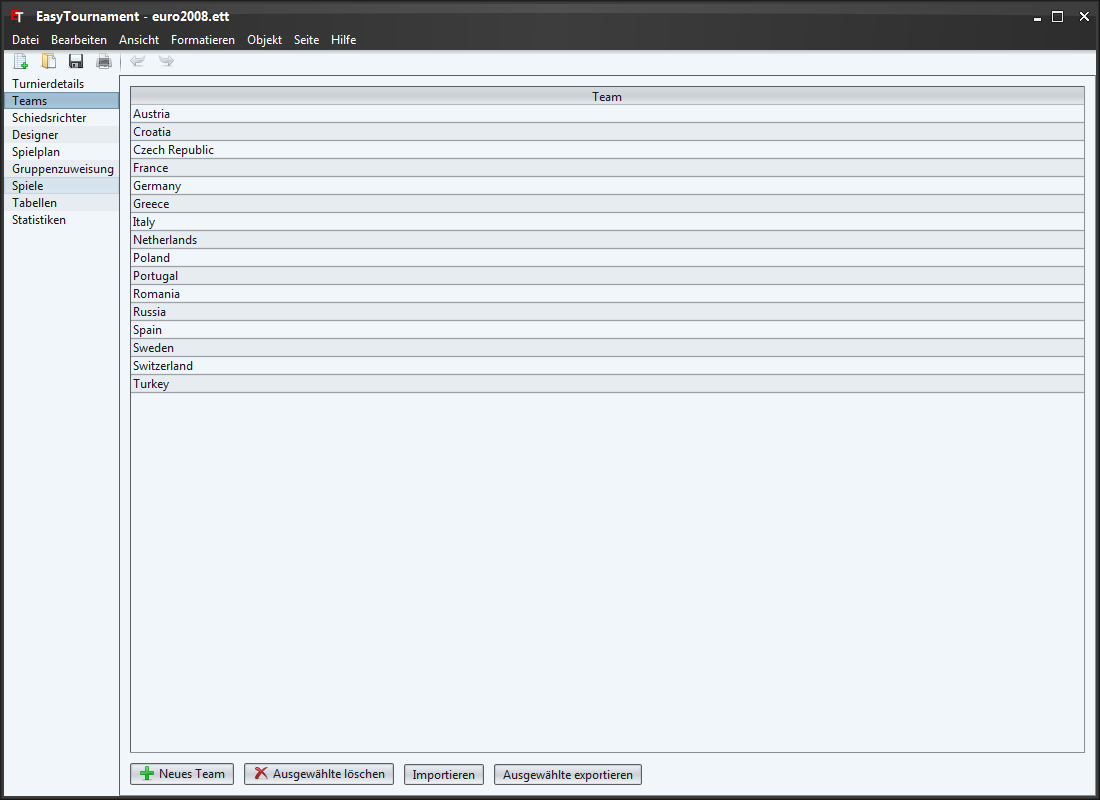 EasyTournament - euro2008.ett
Datei Bearbeiten Ansicht Formatieren Objekt Seite Hilfe
Turnierdetails
Teams
Schiedsrichter
Designer
Spielplan
Gruppenzuweisung
Spiele
Tabellen
Statistiken
Team
Austria
Croatia
Czech Republic
France
Germany
Greece
Italy
Netherlands
Poland
Portugal
Romania
Russia
Spain
Sweden
Switzerland
Turkey
Neues Team Ausgewählte löschen Importieren Ausgewählte exportieren